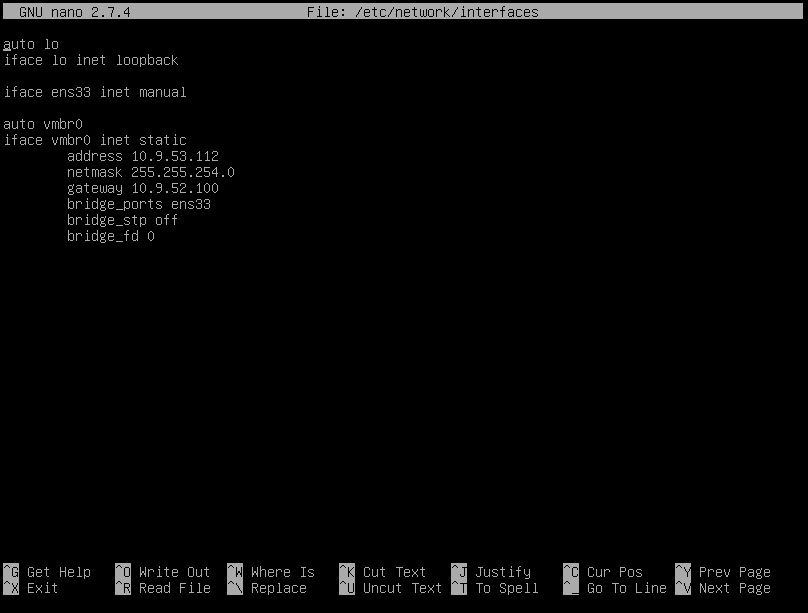 GNU nano 2.7.4 File: /etc/network/interfaces
auto lo
iface lo inet loopback
iface ens33 inet manual
auto vmbr0
iface vmbr0 inet static
address 10.9.53.112
netmask 255.255.254.0
gateway 10.9.52.100
bridge_ports ens33
bridge_stp off
bridge_fd 0
^G Get Help ^O Write Out ^W Where Is ^K Cut Text ^J Justify ^C Cur Pos ^Y Prev Page
^X Exit ^R Read File ^\ Replace ^U Uncut Text ^T To Spell ^_ Go To Line ^V Next Page